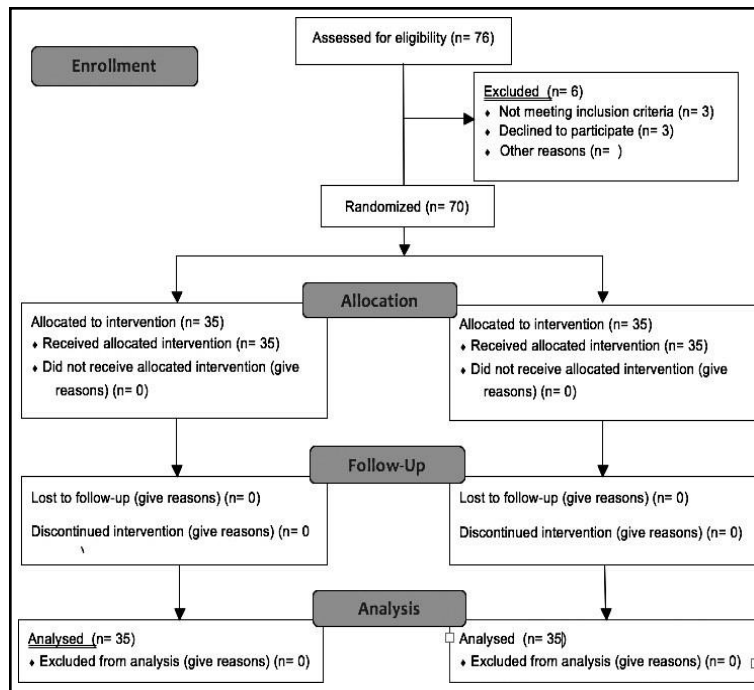 Assessed for eligibility (n= 76)
Enrollment
Excluded (n= 6)
♦ Not meeting inclusion criteria (n= 3)
♦ Declined to participate (n= 3)
♦ Other reasons (n= )
Randomized (n= 70)
Allocation
Allocated to intervention (n= 35)
♦ Received allocated intervention (n= 35)
♦ Did not receive allocated intervention (give
reasons) (n= 0)
Allocated to intervention (n= 35)
♦ Received allocated intervention (n= 35)
♦ Did not receive allocated intervention (give
reasons) (n= 0)
Follow-Up
Lost to follow-up (give reasons) (n= 0)
Discontinued intervention (give reasons) (n= 0
Lost to follow-up (give reasons) (n= 0)
Discontinued intervention (give reasons) (n= 0)
Analysis
Analysed (n= 35)
♦ Excluded from analysis (give reasons) (n= 0)
Analysed (n= 35)
♦ Excluded from analysis (give reasons) (n= 0)